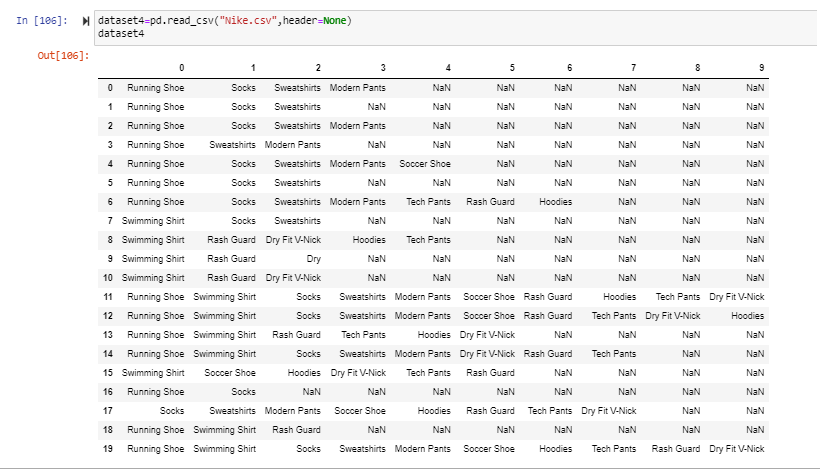 In [106]: dataset4=pd.read_csv("Nike.csv",header=None)
dataset4
Out[106]:
0 1 2 3 4 5 6 7 8 9
0 Running Shoe Socks Sweatshirts Modern Pants NaN NaN NaN NaN NaN NaN
1 Running Shoe Socks Sweatshirts NaN NaN NaN NaN NaN NaN NaN
2 Running Shoe Socks Sweatshirts Modern Pants NaN NaN NaN NaN NaN NaN
3 Running Shoe Sweatshirts Modern Pants NaN NaN NaN NaN NaN NaN NaN
4 Running Shoe Socks Sweatshirts Modern Pants Soccer Shoe NaN NaN NaN NaN NaN
5 Running Shoe Socks Sweatshirts NaN NaN NaN NaN NaN NaN NaN
6 Running Shoe Socks Sweatshirts Modern Pants Tech Pants Rash Guard Hoodies NaN NaN NaN
7 Swimming Shirt Socks Sweatshirts NaN NaN NaN NaN NaN NaN NaN
8 Swimming Shirt Rash Guard Dry Fit V-Nick Hoodies Tech Pants NaN NaN NaN NaN NaN
9 Swimming Shirt Rash Guard Dry NaN NaN NaN NaN NaN NaN NaN
10 Swimming Shirt Rash Guard Dry Fit V-Nick NaN NaN NaN NaN NaN NaN NaN
11 Running Shoe Swimming Shirt Socks Sweatshirts Modern Pants Soccer Shoe Rash Guard Hoodies Tech Pants Dry Fit V-Nick
12 Running Shoe Swimming Shirt Socks Sweatshirts Modern Pants Soccer Shoe Rash Guard Tech Pants Dry Fit V-Nick Hoodies
13 Running Shoe Swimming Shirt Rash Guard Tech Pants Hoodies Dry Fit V-Nick NaN NaN NaN NaN
14 Running Shoe Swimming Shirt Socks Sweatshirts Modern Pants Dry Fit V-Nick Rash Guard Tech Pants NaN NaN
15 Swimming Shirt Soccer Shoe Hoodies Dry Fit V-Nick Tech Pants Rash Guard NaN NaN NaN NaN
16 Running Shoe Socks NaN NaN NaN NaN NaN NaN NaN NaN
17 Socks Sweatshirts Modern Pants Soccer Shoe Hoodies Rash Guard Tech Pants Dry Fit V-Nick NaN NaN
18 Running Shoe Swimming Shirt Rash Guard NaN NaN NaN NaN NaN NaN NaN
19 Running Shoe Swimming Shirt Socks Sweatshirts Modern Pants Soccer Shoe Hoodies Tech Pants Rash Guard Dry Fit V-Nick